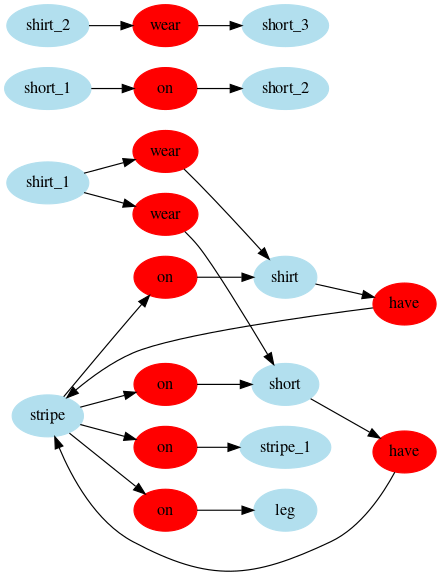 shirt_2 wear short_3
short_1 on short_2
wear
shirt_1
wear
on shirt
have
on short
stripe
on stripe_1
have
on leg